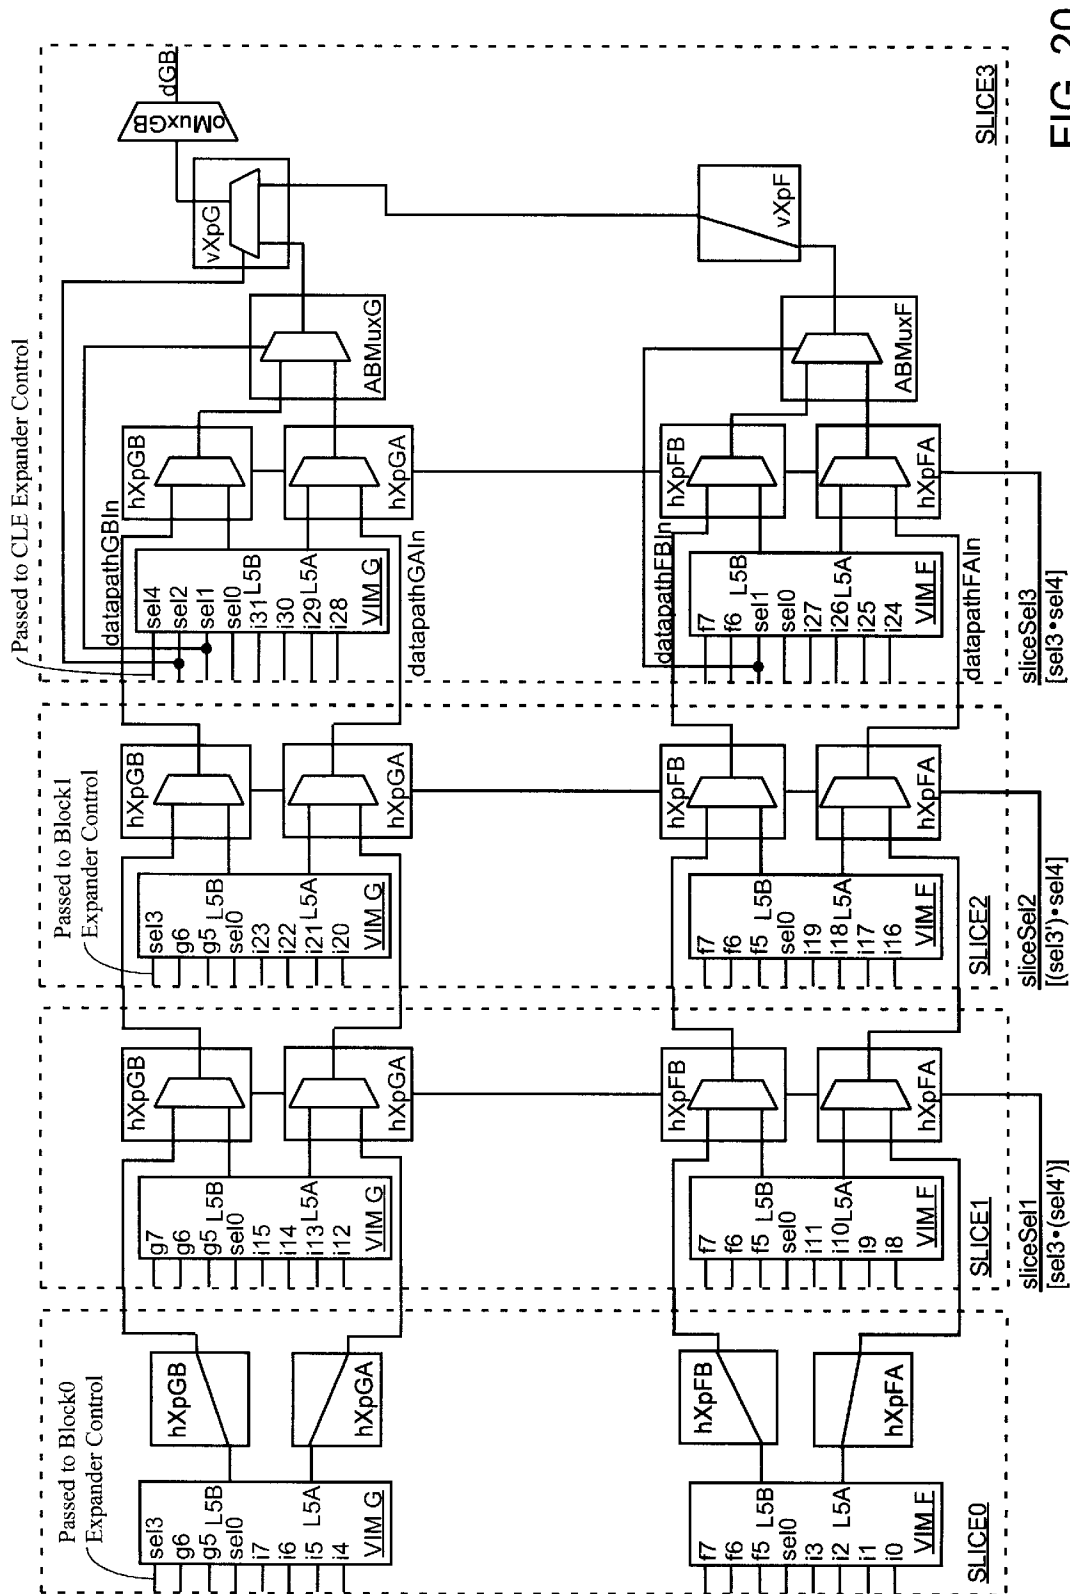 Passed to Block0
Expander Control
sel3
g6
g5
L5B
sel0
i7
i6
i5
L5A
i4
VIM G
hXpGB
hXpGA
f7
f6
f5
L5B
sel0
i3
i2
L5A
i1
i0
VIM F
hXpFB
hXpFA
SLICE0
g7
g6
g5
L5B
sel0
i15
i14
i13
L5A
i12
VIM G
hXpGB
hXpGA
f7
f6
f5
L5B
sel0
i11
i10
L5A
i9
i8
VIM F
hXpFB
hXpFA
SLICE1
sliceSel1
[sel3•(sel4')]
Passed to Block1
Expander Control
sel3
g6
g5
L5B
sel0
i23
i22
i21
L5A
i20
VIM G
hXpGB
hXpGA
f7
f6
f5
L5B
sel0
i19
i18
L5A
i17
i16
VIM F
hXpFB
hXpFA
SLICE2
sliceSel2
[(sel3')•sel4]
Passed to CLE Expander Control
datapathGBIn
sel4
sel2
sel1
sel0
i31
L5B
i30
i29
L5A
i28
VIM G
datapathGAIn
hXpGB
hXpGA
ABMuxG
vXpG
oMuxGB
dGB
datapathFBIn
f7
f6
L5B
sel1
sel0
i27
i26
L5A
i25
i24
VIM F
datapathFAIn
hXpFB
hXpFA
ABMuxF
vXpF
SLICE3
sliceSel3
[sel3•sel4]
FIG. 20